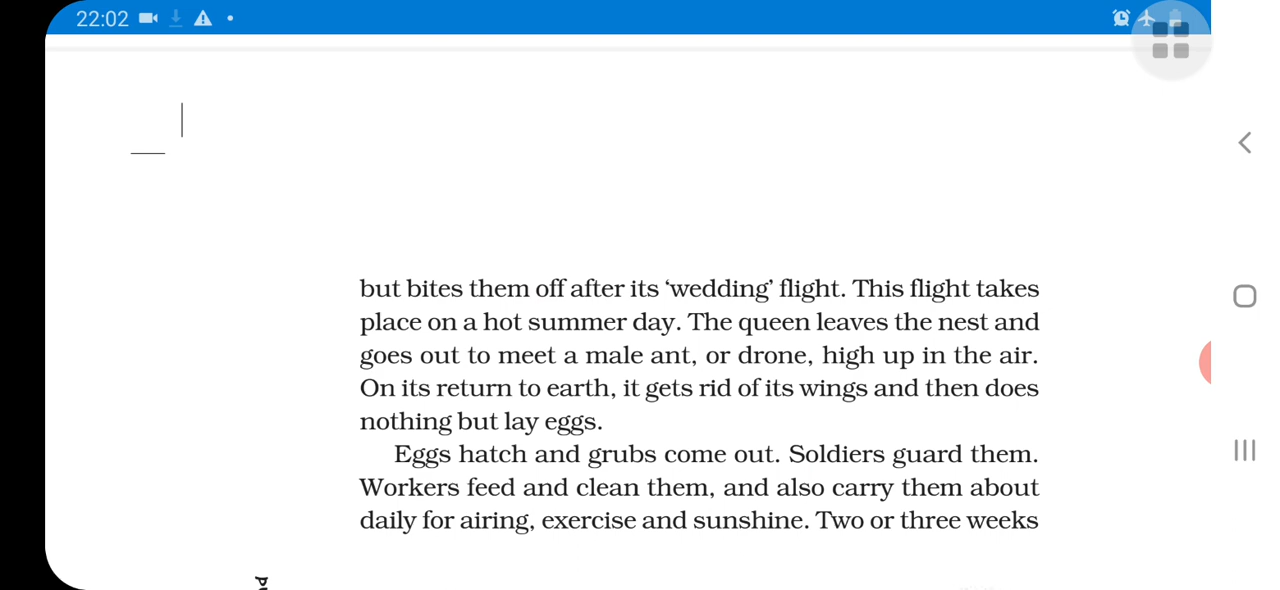 22:02
but bites them off after its ‘wedding’ flight. This flight takes
place on a hot summer day. The queen leaves the nest and
goes out to meet a male ant, or drone, high up in the air.
On its return to earth, it gets rid of its wings and then does
nothing but lay eggs.
Eggs hatch and grubs come out. Soldiers guard them.
Workers feed and clean them, and also carry them about
daily for airing, exercise and sunshine. Two or three weeks